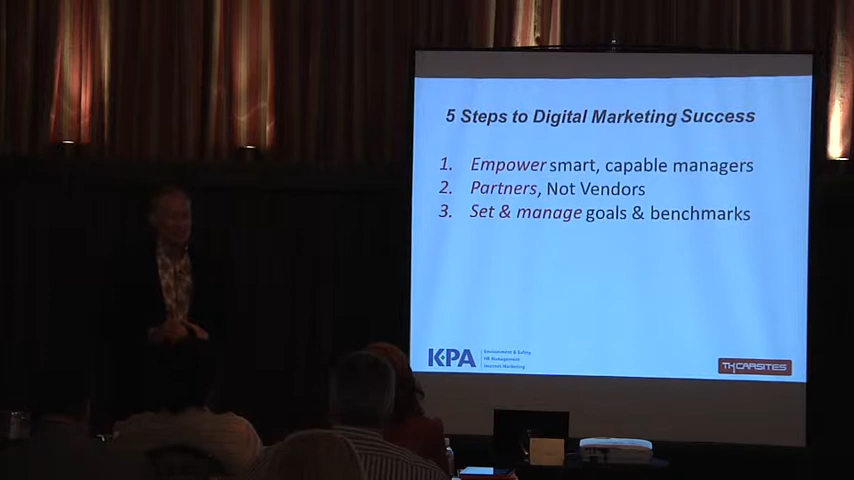 5 Steps to Digital Marketing Success
1. Empower smart, capable managers
2. Partners, Not Vendors
3. Set & manage goals & benchmarks
KPA
Environment & Safety
HR Management
Internet Marketing
TKCARSITES